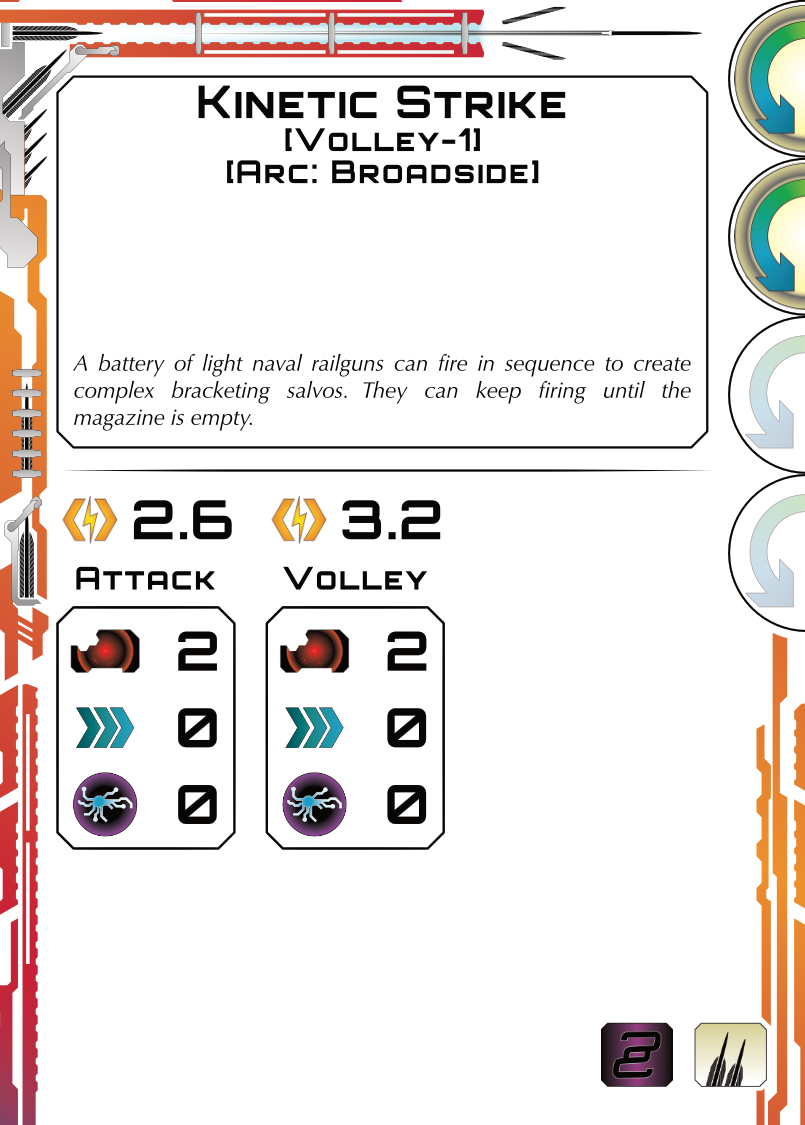 Kinetic Strike
[Volley-1]
[Arc: Broadside]
A battery of light naval railguns can fire in sequence to create
complex bracketing salvos. They can keep firing until the
magazine is empty.
2.6 3.2
Attack Volley
2 2
0 0
0 0
2